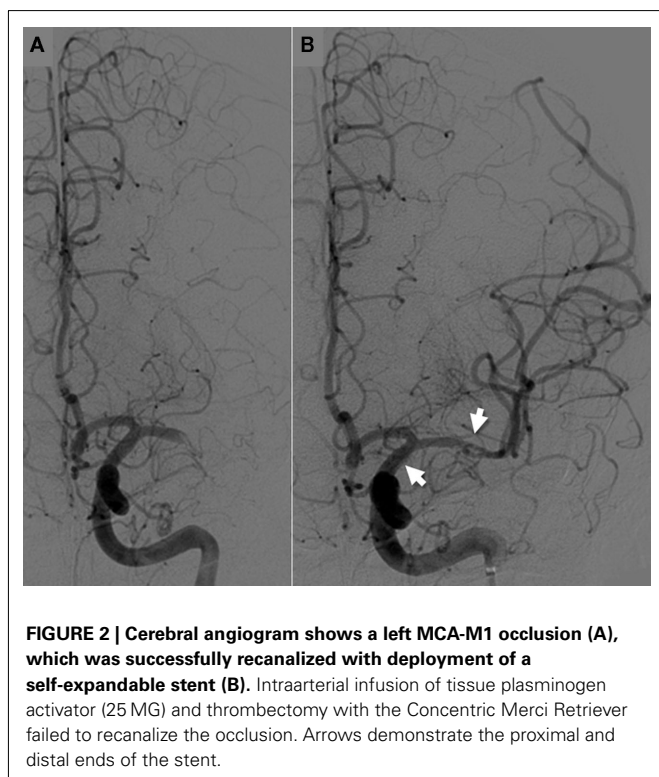 A
B
FIGURE 2 | Cerebral angiogram shows a left MCA-M1 occlusion (A),
which was successfully recanalized with deployment of a
self-expandable stent (B). Intraarterial infusion of tissue plasminogen
activator (25 MG) and thrombectomy with the Concentric Merci Retriever
failed to recanalize the occlusion. Arrows demonstrate the proximal and
distal ends of the stent.